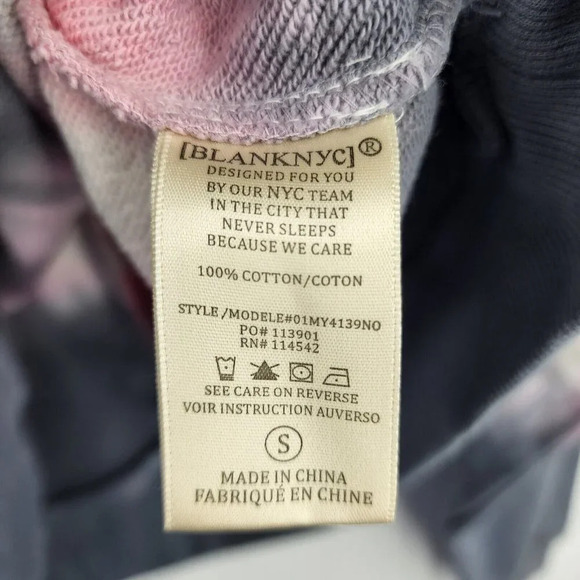 [BLANKNYC]®
DESIGNED FOR YOU
BY OUR NYC TEAM
IN THE CITY THAT
NEVER SLEEPS
BECAUSE WE CARE
100% COTTON/COTON
STYLE/MODELE#01MY4139NO
PO# 113901
RN# 114542
SEE CARE ON REVERSE
VOIR INSTRUCTION AUVERSO
S
MADE IN CHINA
FABRIQUÉ EN CHINE